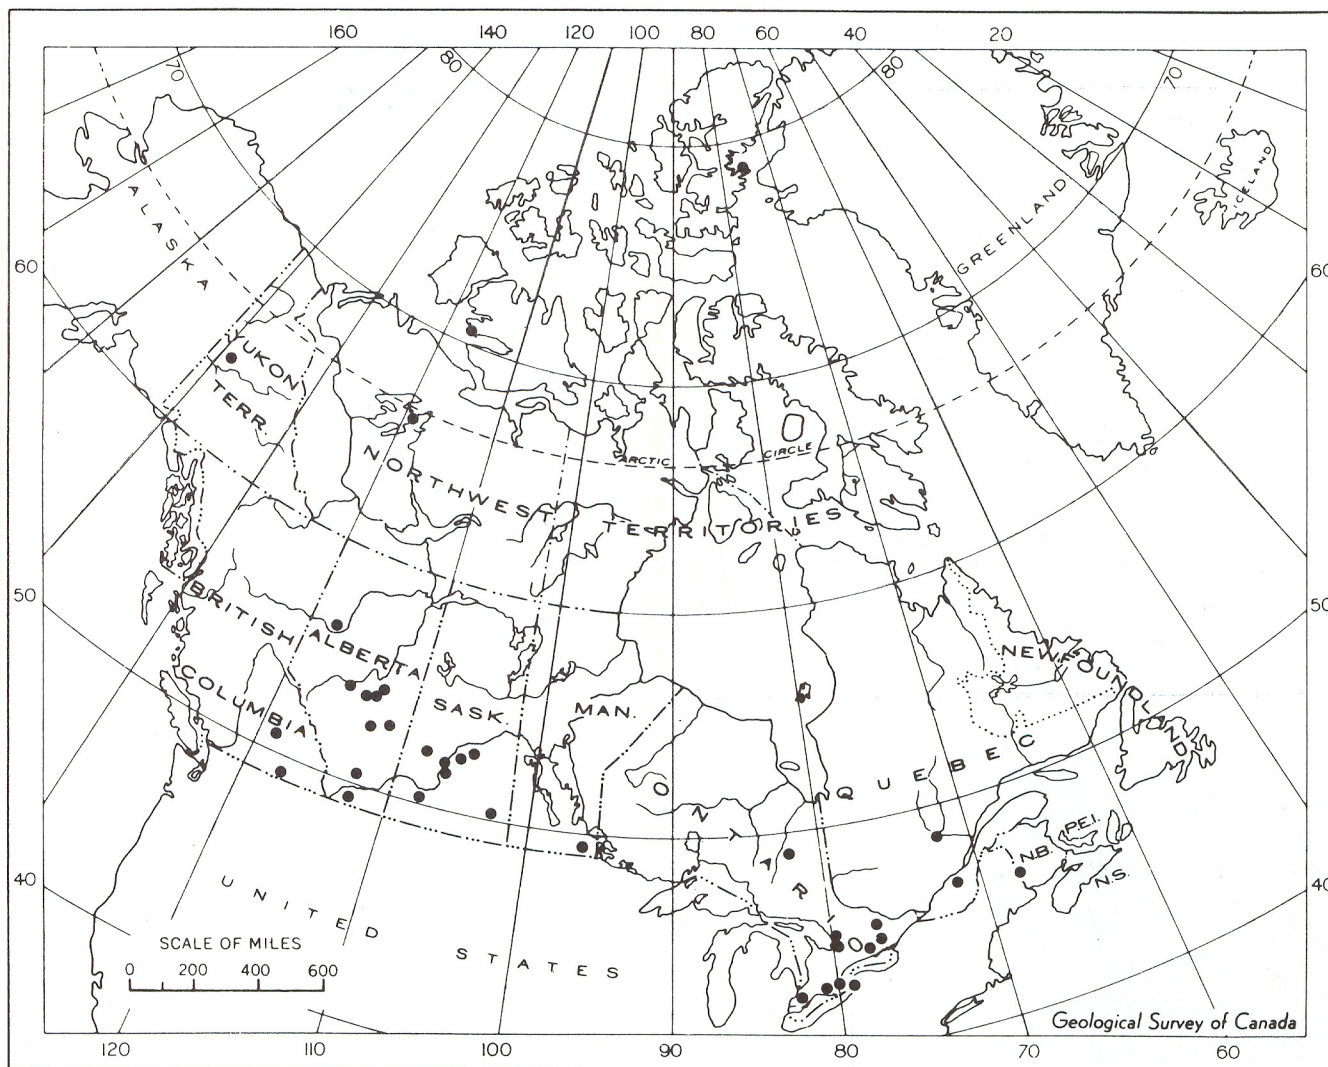 160 140 120 100 80 60 40 20
70 80 80 70
ALASKA
ICELAND
GREENLAND
60 60
YUKON
TERR.
ARCTIC CIRCLE
NORTHWEST TERRITORIES
50 50
BRITISH
COLUMBIA
ALBERTA
SASK.
MAN.
ONTARIO
QUEBEC
NEWFOUNDLAND
P.E.I.
N.B.
N.S.
40 40
UNITED STATES
SCALE OF MILES
0 200 400 600
Geological Survey of Canada
120 110 100 90 80 70 60